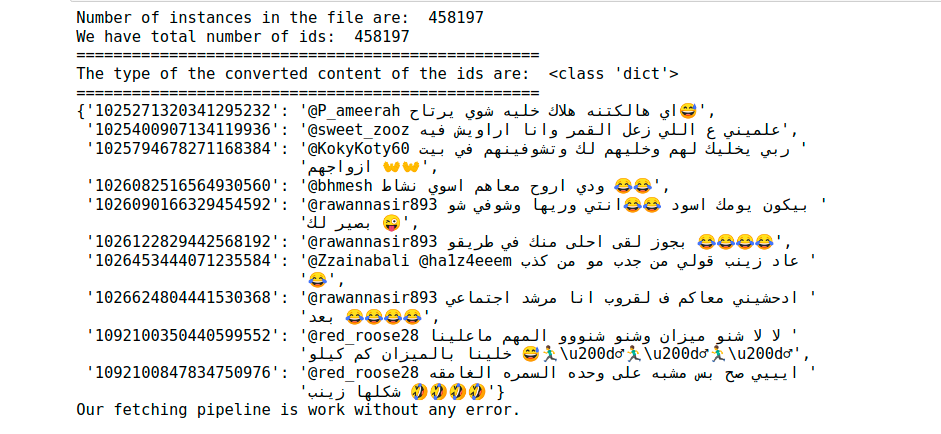 Number of instances in the file are:  458197
We have total number of ids:  458197
==================================================
The type of the converted content of the ids are:  <class 'dict'>
==================================================
{'1025271320341295232': '@P_ameerah اي هالكتنه هلاك خليه شوي يرتاح😅',
 '1025400907134119936': '@sweet_zooz علميني ع اللي زعل القمر وانا اراويش فيه',
 '1025794678271168384': '@KokyKoty60 ربي يخليك لهم وخليهم لك وتشوفينهم في بيت '
                        'ازواجهم 👐👐',
 '1026082516564930560': '@bhmesh ودي اروح معاهم اسوي نشاط 😂😂',
 '1026090166329454592': '@rawannasir893 انتي وريها وشوفي شو😂😂 بيكون يومك اسود '
                        'بصير لك 😜',
 '1026122829442568192': '@rawannasir893 بجوز لقى احلى منك في طريقو 😂😂😂😂',
 '1026453444071235584': '@Zzainabali @ha1z4eeem عاد زينب قولي من جدب مو من كذب '
                        '😂',
 '1026624804441530368': '@rawannasir893 ادحشيني معاكم ف لقروب انا مرشد اجتماعي '
                        'بعد 😂😂😂😂',
 '1092100350440599552': '@red_roose28 لا لا شنو ميزان وشنو شنووو المهم ماعلينا '
                        'خلينا بالميزان كم كيلو 😅🏃\u200d♂🏃\u200d♂🏃\u200d♂',
 '1092100847834750976': '@red_roose28 اييي صح بس مشبه على وحده السمره الغامقه '
                        'شكلها زينب 🤣🤣🤣🤣'}
Our fetching pipeline is work without any error.